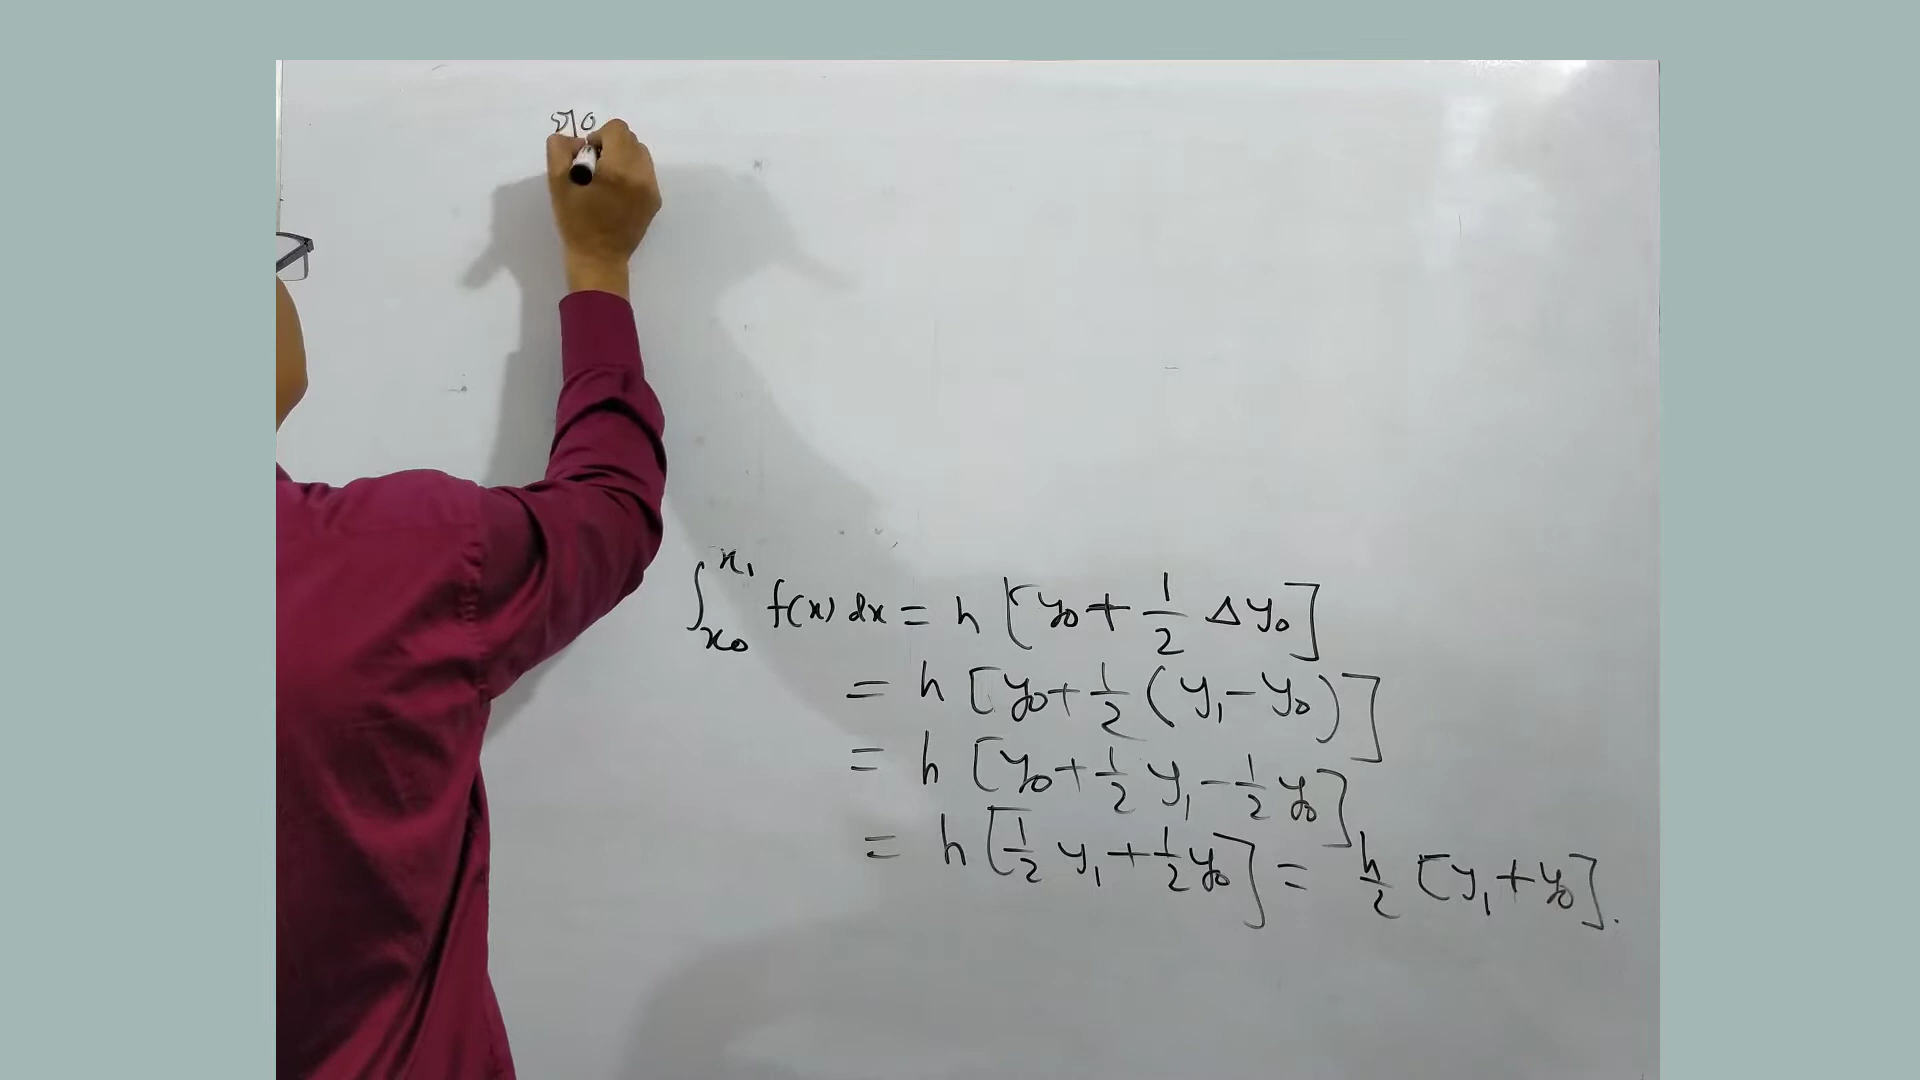 ∫_{x₀}^{x₁} f(x) dx = h [y₀ + 1/2 Δy₀]
= h [y₀ + 1/2 (y₁ - y₀)]
= h [y₀ + 1/2 y₁ - 1/2 y₀]
= h [1/2 y₁ + 1/2 y₀] = h/2 [y₁ + y₀].